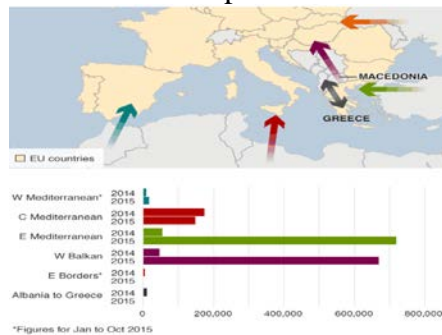 MACEDONIA
GREECE
EU countries
W Mediterranean* 2014
2015
C Mediterranean 2014
2015
E Mediterranean 2014
2015
W Balkan 2014
2015
E Borders* 2014
2015
Albania to Greece 2014
2015
0 200,000 400,000 600,000 800,000
*Figures for Jan to Oct 2015